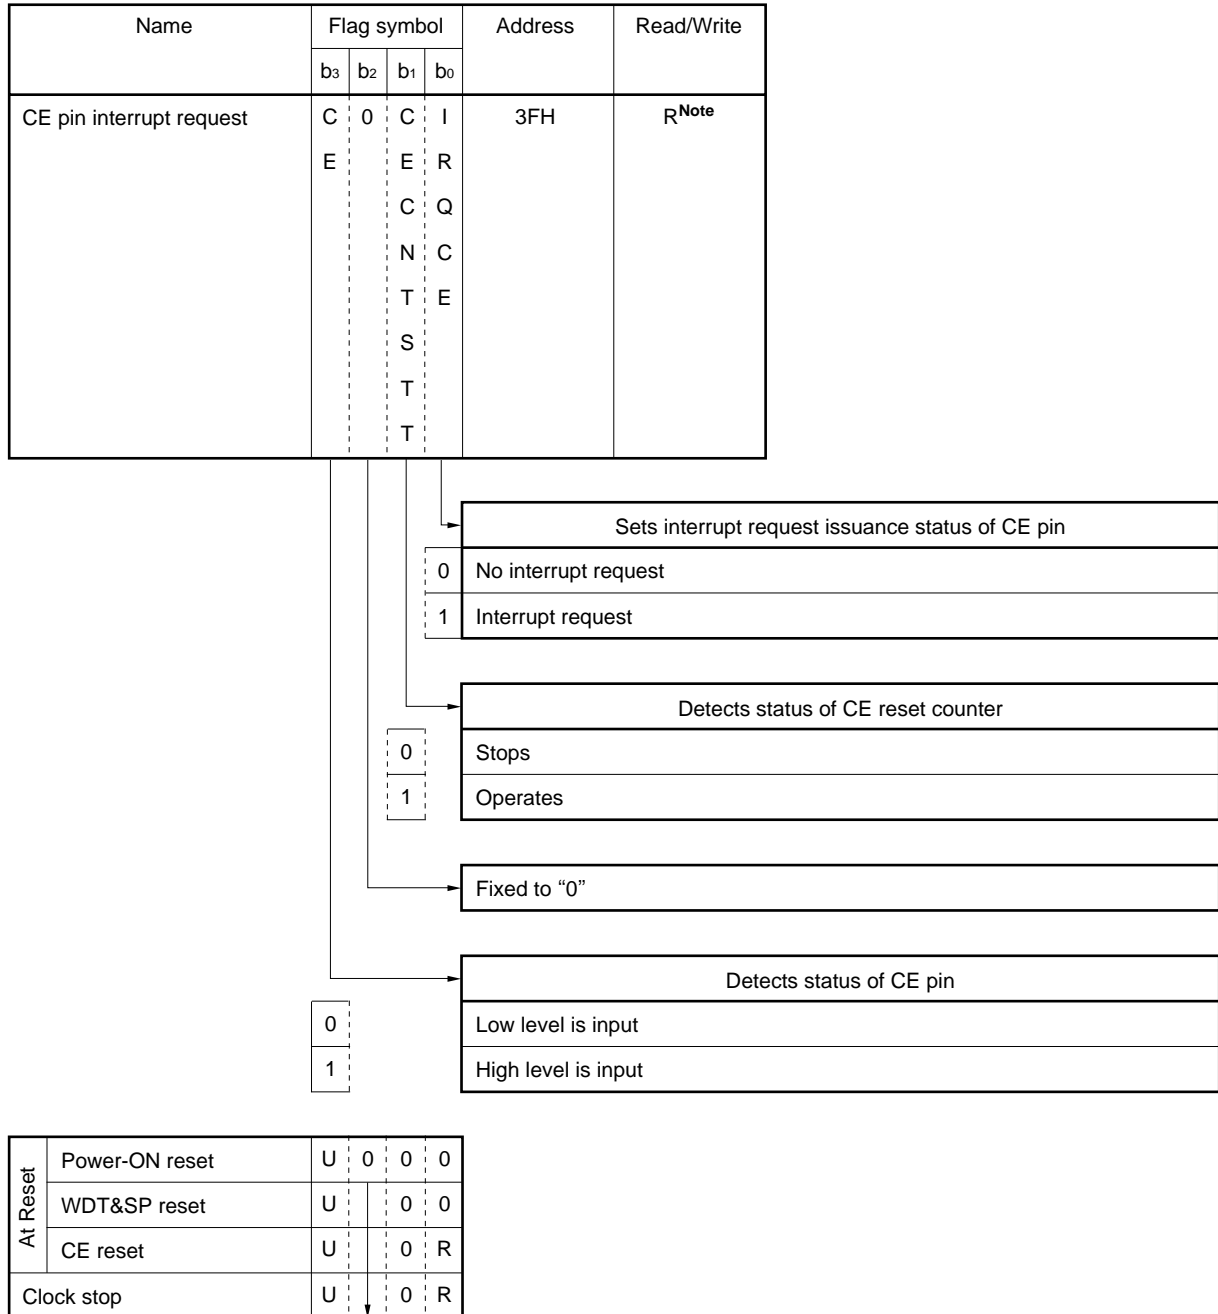 Name Flag symbol Address Read/Write
b3 b2 b1 b0
CE pin interrupt request C 0 C I 3FH R Note
E E R
C Q
N C
T E
S
T
T
Sets interrupt request issuance status of CE pin
0 No interrupt request
1 Interrupt request
Detects status of CE reset counter
0 Stops
1 Operates
Fixed to “0”
Detects status of CE pin
0 Low level is input
1 High level is input
At Reset
Power-ON reset U 0 0 0
WDT&SP reset U 0 0
CE reset U 0 R
Clock stop U 0 R